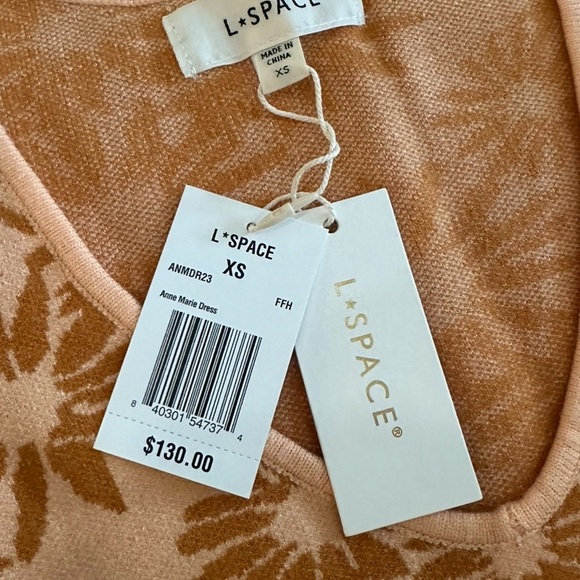 L*SPACE
MADE IN
CHINA
XS
L*SPACE
XS
ANMDR23
Anne Marie Dress
FFH
8 40301 54737 4
$130.00
L*SPACE®